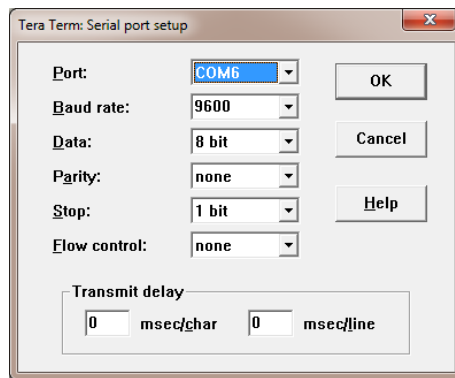 Tera Term: Serial port setup
Port: COM6 OK
Baud rate: 9600
Data: 8 bit Cancel
Parity: none
Stop: 1 bit Help
Flow control: none
Transmit delay
0 msec/char 0 msec/line